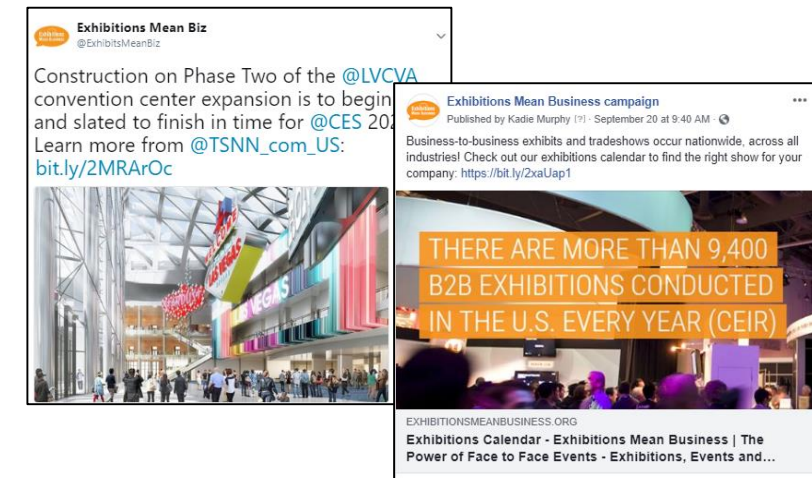 Exhibitions Mean Biz
@ExhibitsMeanBiz
Construction on Phase Two of the @LVCVA
convention center expansion is to begin
and slated to finish in time for @CES
Learn more from @TSNN_com_US:
bit.ly/2MRArOc
WELCOME
LAS VEGAS
VEGAS
Exhibitions Mean Business campaign
Published by Kadie Murphy [?] · September 20 at 9:40 AM ·
Business-to-business exhibits and tradeshows occur nationwide, across all
industries! Check out our exhibitions calendar to find the right show for your
company: https://bit.ly/2xaUap1
THERE ARE MORE THAN 9,400
B2B EXHIBITIONS CONDUCTED
IN THE U.S. EVERY YEAR (CEIR)
EXHIBITIONSMEANBUSINESS.ORG
Exhibitions Calendar - Exhibitions Mean Business | The
Power of Face to Face Events - Exhibitions, Events and...